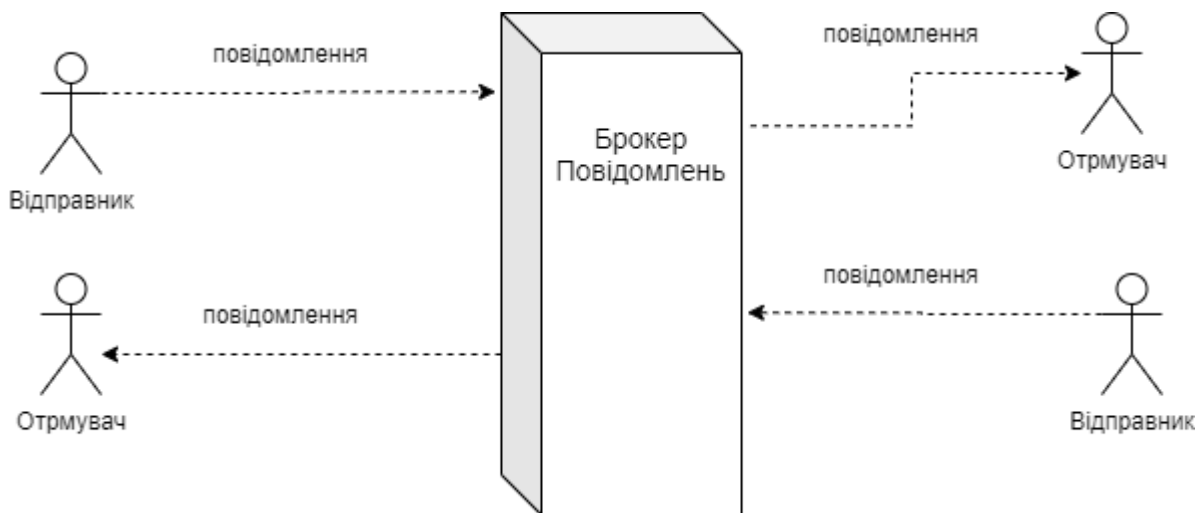 повідомлення
повідомлення
Брокер
Повідомлень
Отрмувач
Відправник
повідомлення
повідомлення
Отрмувач
Відправник